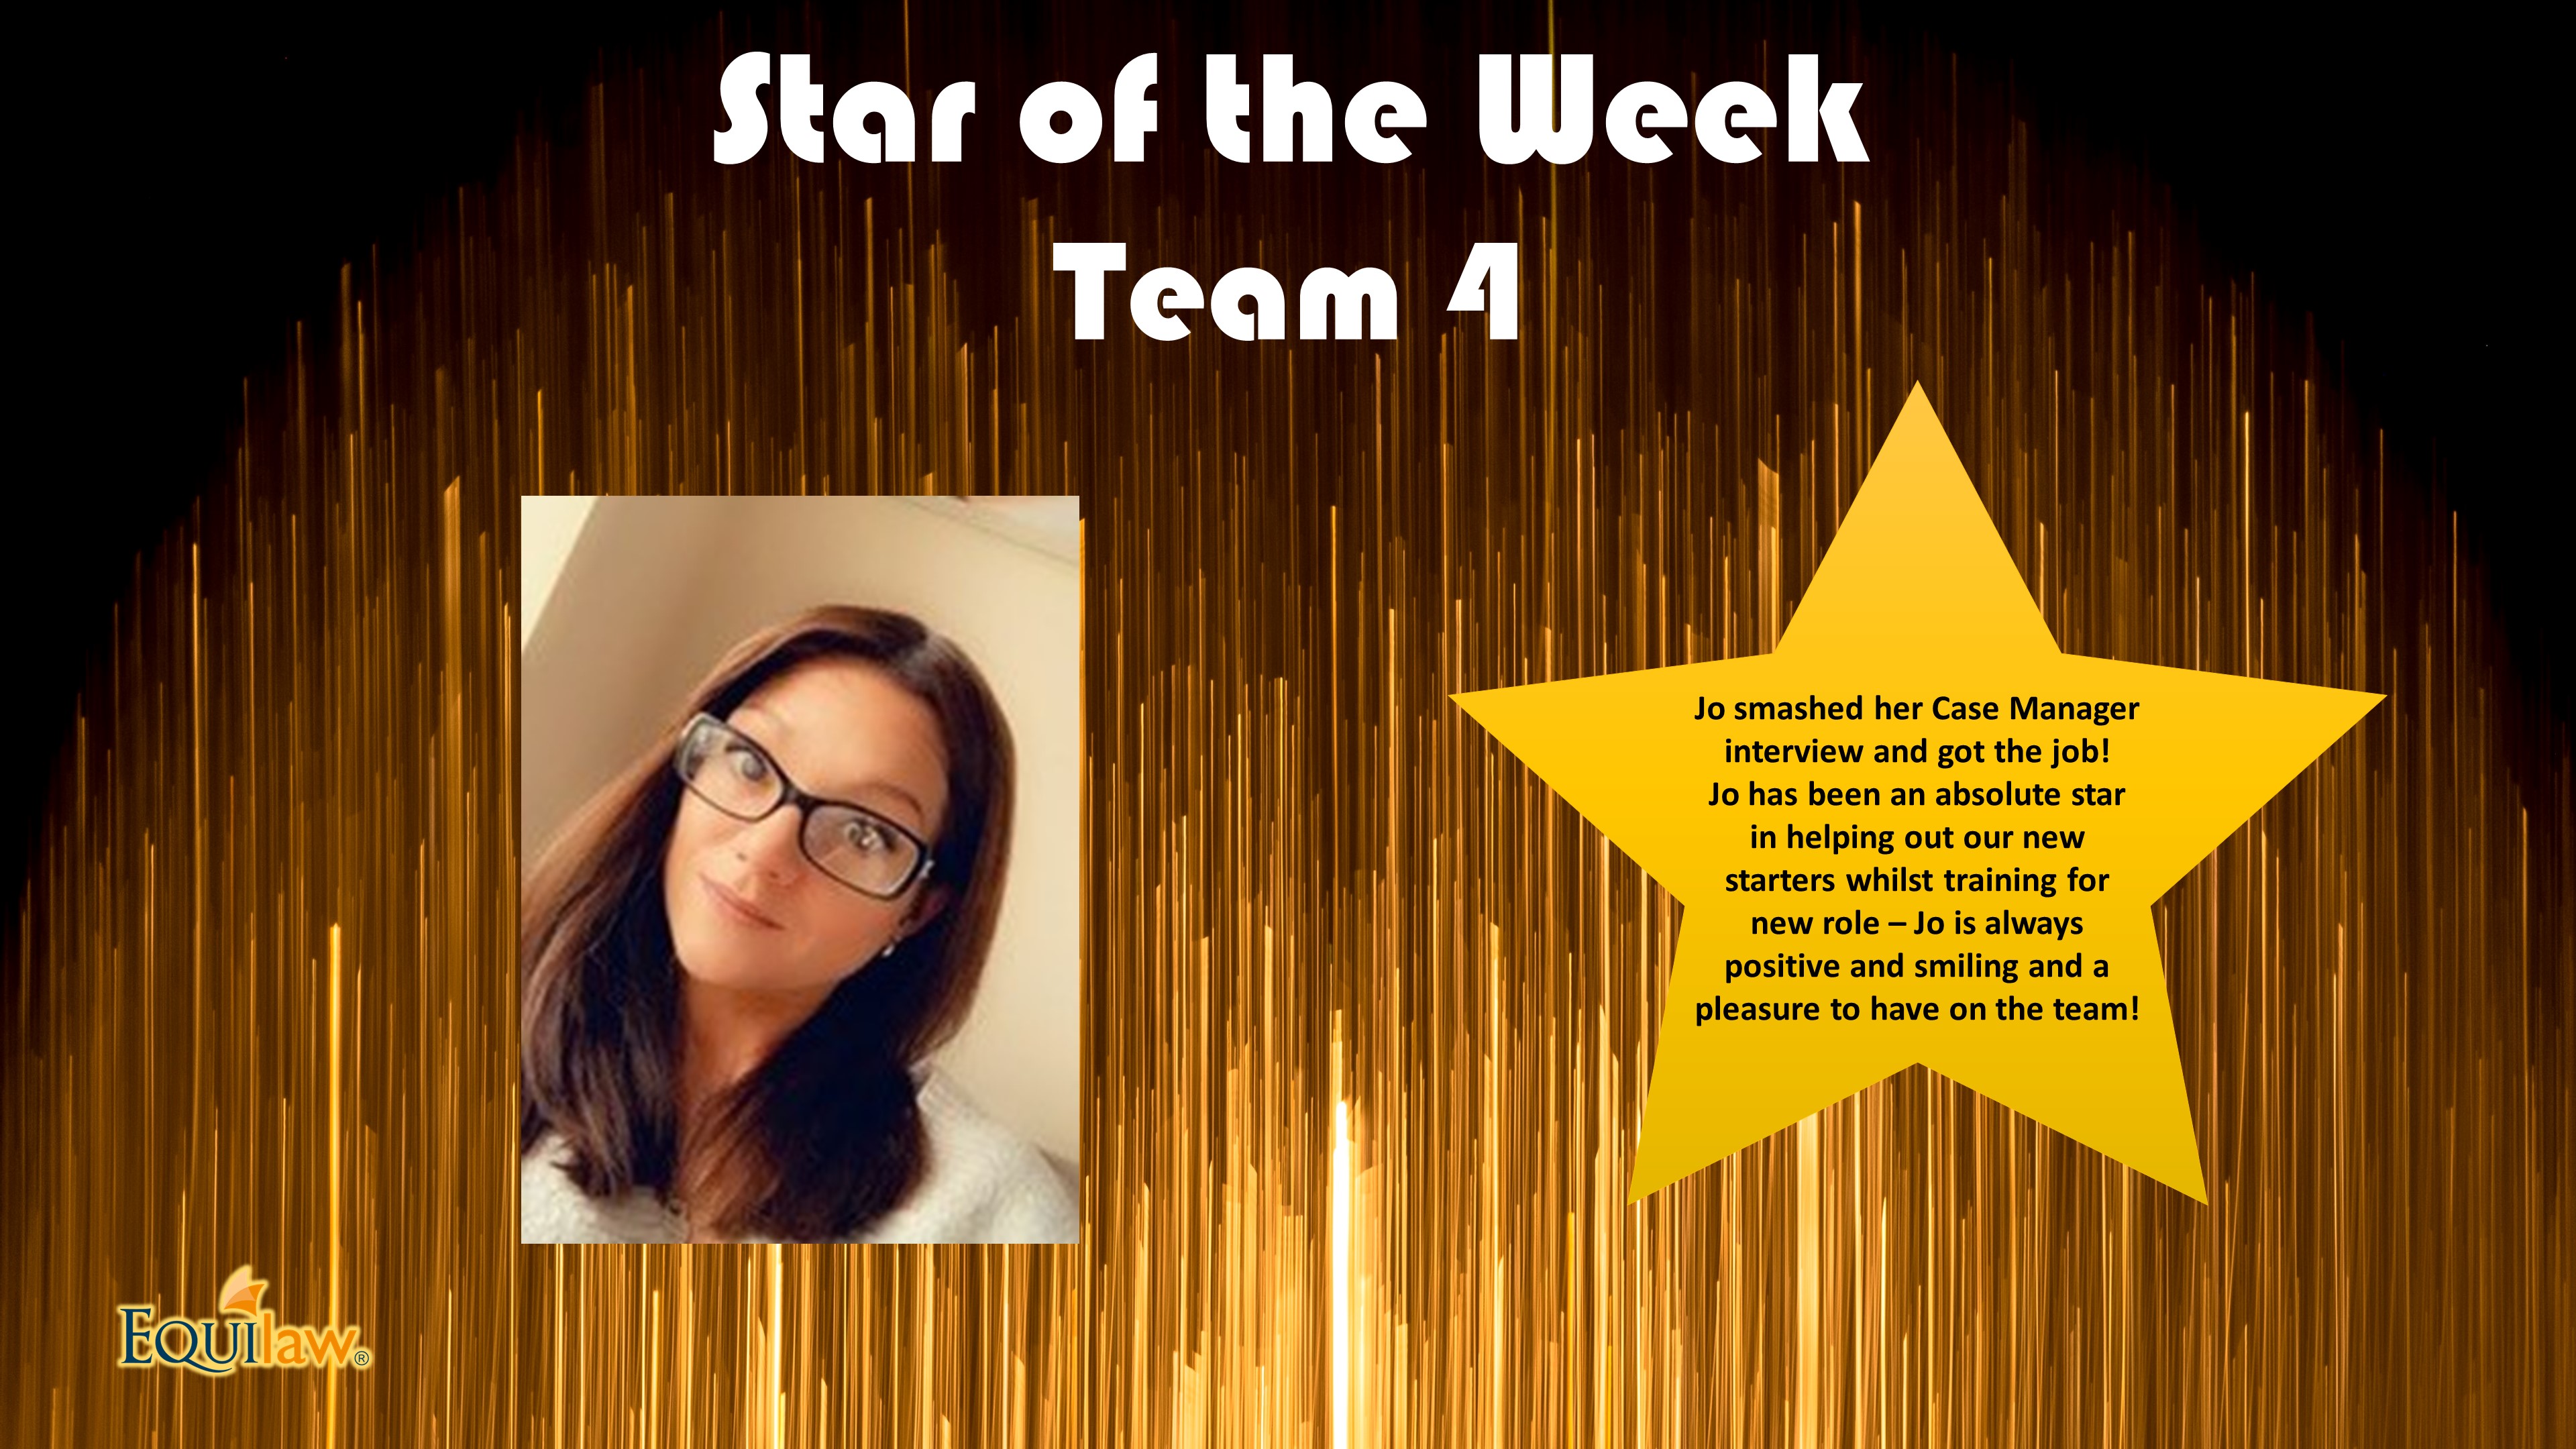 Star of the Week
Team 4
Jo smashed her Case Manager
interview and got the job!
Jo has been an absolute star
in helping out our new
starters whilst training for
new role – Jo is always
positive and smiling and a
pleasure to have on the team!
EQUIlaw®